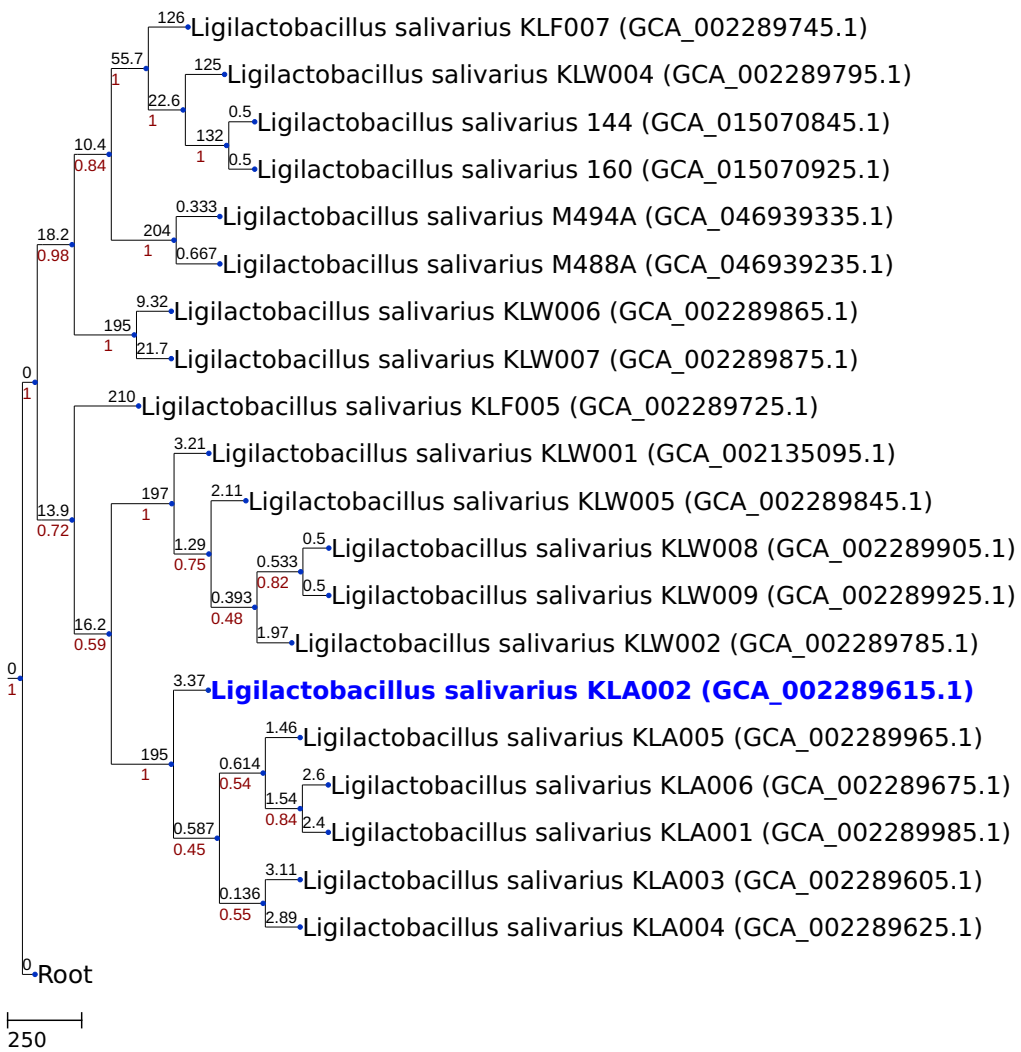 126
Ligilactobacillus salivarius KLF007 (GCA_002289745.1)
55.7
1
125
Ligilactobacillus salivarius KLW004 (GCA_002289795.1)
22.6
1
0.5
Ligilactobacillus salivarius 144 (GCA_015070845.1)
132
1
0.5
Ligilactobacillus salivarius 160 (GCA_015070925.1)
10.4
0.84
0.333
Ligilactobacillus salivarius M494A (GCA_046939335.1)
204
1
0.667
Ligilactobacillus salivarius M488A (GCA_046939235.1)
18.2
0.98
9.32
Ligilactobacillus salivarius KLW006 (GCA_002289865.1)
195
1
21.7
Ligilactobacillus salivarius KLW007 (GCA_002289875.1)
0
1
210
Ligilactobacillus salivarius KLF005 (GCA_002289725.1)
3.21
Ligilactobacillus salivarius KLW001 (GCA_002135095.1)
197
1
2.11
Ligilactobacillus salivarius KLW005 (GCA_002289845.1)
13.9
0.72
1.29
0.75
0.5
Ligilactobacillus salivarius KLW008 (GCA_002289905.1)
0.533
0.82
0.5
Ligilactobacillus salivarius KLW009 (GCA_002289925.1)
0.393
0.48
1.97
Ligilactobacillus salivarius KLW002 (GCA_002289785.1)
16.2
0.59
0
1
3.37
Ligilactobacillus salivarius KLA002 (GCA_002289615.1)
195
1
1.46
Ligilactobacillus salivarius KLA005 (GCA_002289965.1)
0.614
0.54
2.6
Ligilactobacillus salivarius KLA006 (GCA_002289675.1)
1.54
0.84
2.4
Ligilactobacillus salivarius KLA001 (GCA_002289985.1)
0.587
0.45
3.11
Ligilactobacillus salivarius KLA003 (GCA_002289605.1)
0.136
0.55
2.89
Ligilactobacillus salivarius KLA004 (GCA_002289625.1)
0
Root
250